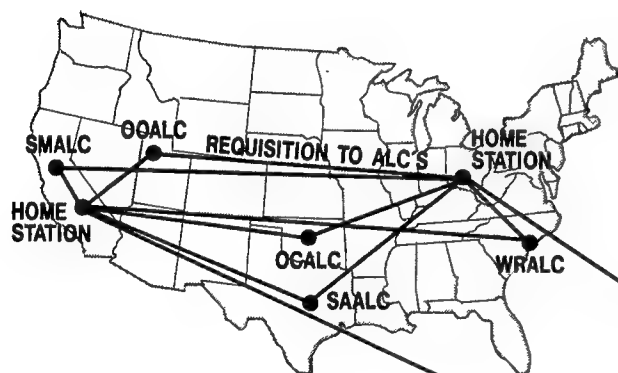 OOALC
SMALC
REQUISITION TO ALC'S
HOME
STATION
HOME
STATION
OCALC
WRALC
SAALC